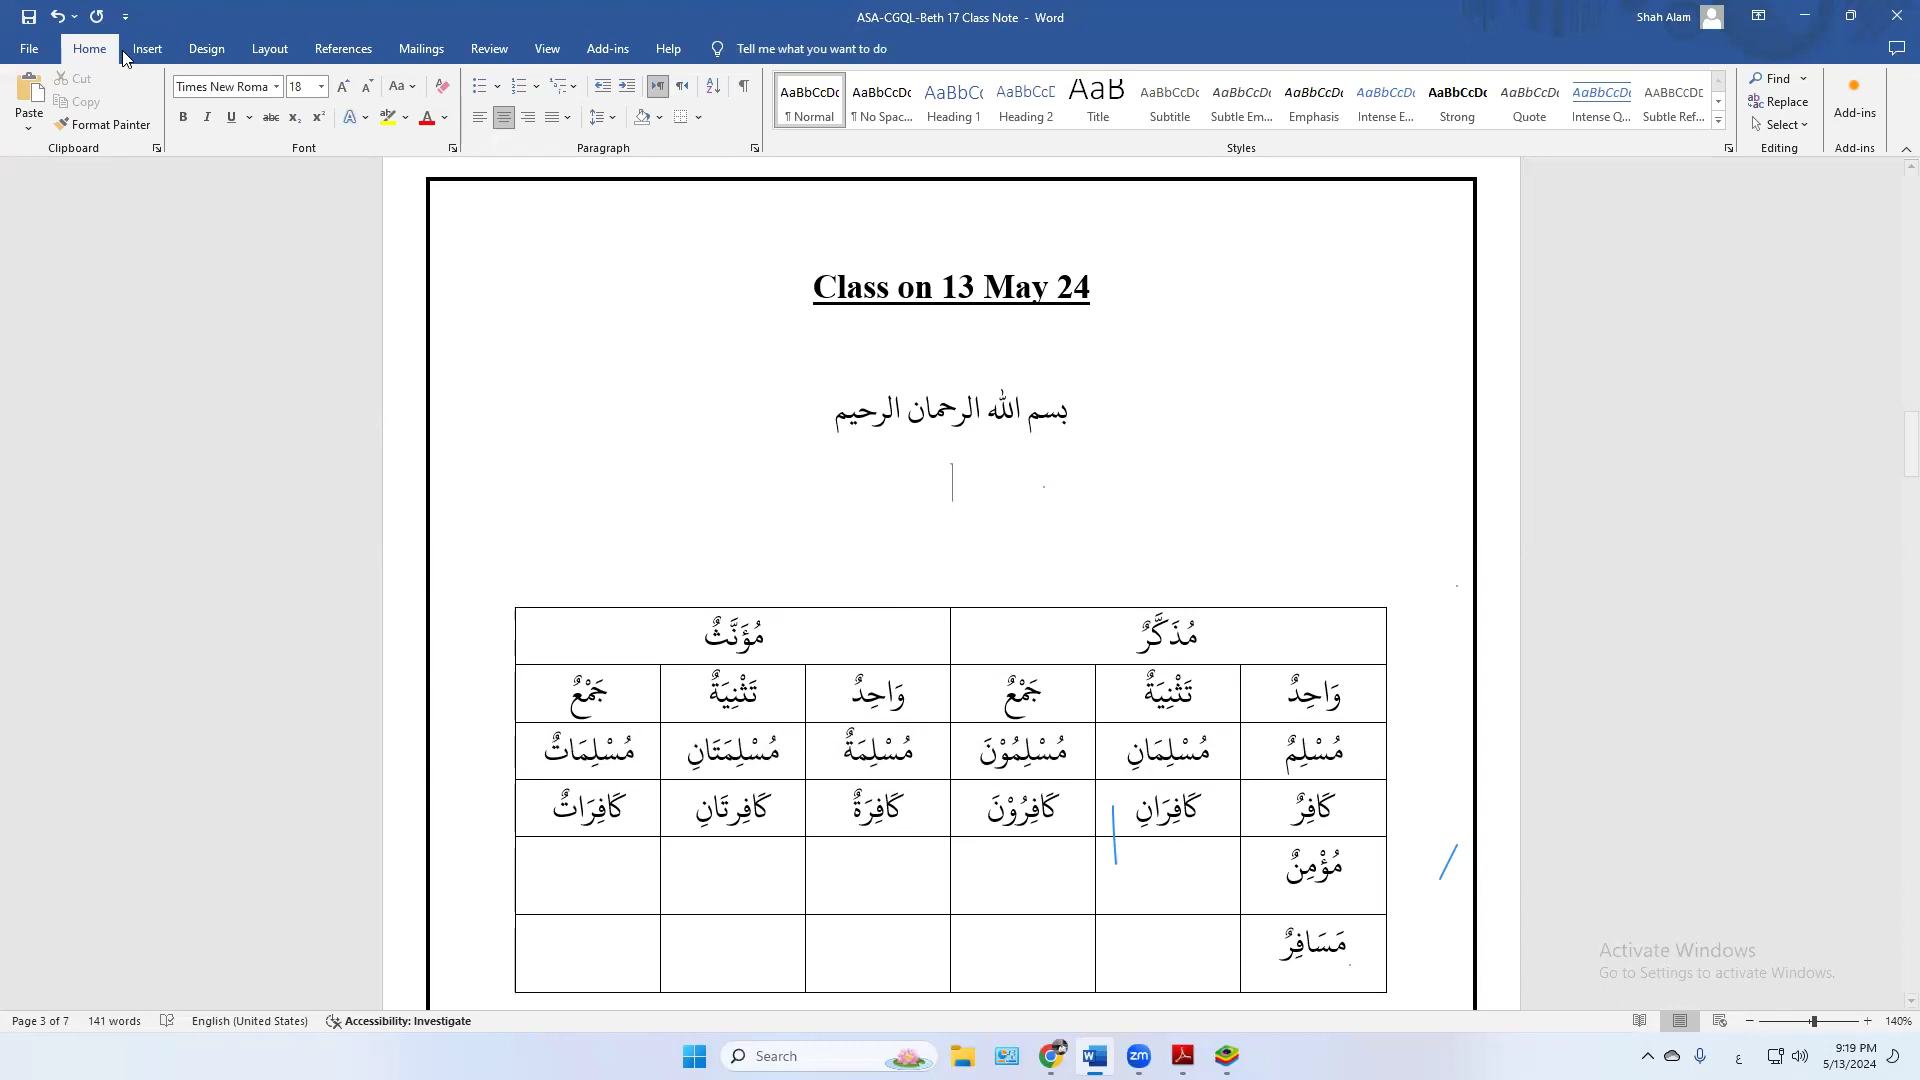 ASA-CGQL-Beth 17 Class Note - Word
Shah Alam
File Home Insert Design Layout References Mailings Review View Add-ins Help Tell me what you want to do
Paste
Cut
Copy
Format Painter
Clipboard
Times New Roma 18
Font
Paragraph
AaBbCcDc AaBbCcDc AaBbCc AaBbCcD AaB AaBbCcDc AaBbCcDc AaBbCcDc AaBbCcDc AaBbCcDc AaBbCcDc AaBbCcDc AABBCCDE
¶ Normal ¶ No Spac... Heading 1 Heading 2 Title Subtitle Subtle Em... Emphasis Intense E... Strong Quote Intense Q... Subtle Ref...
Styles
Find
Replace
Select
Editing
Add-ins
Add-ins
Class on 13 May 24
بسم الله الرحمان الرحيم
مُذَكَّرٌ مُؤَنَّثٌ
وَاحِدٌ تَثْنِيَةٌ جَمْعٌ وَاحِدٌ تَثْنِيَةٌ جَمْعٌ
مُسْلِمٌ مُسْلِمَانِ مُسْلِمُوْنَ مُسْلِمَةٌ مُسْلِمَتَانِ مُسْلِمَاتٌ
كَافِرٌ كَافِرَانِ كَافِرُوْنَ كَافِرَةٌ كَافِرتَانِ كَافِرَاتٌ
مُؤْمِنٌ
مَسَافِرٌ
Activate Windows
Go to Settings to activate Windows.
Page 3 of 7 141 words English (United States) Accessibility: Investigate 140%
Search
9:19 PM
5/13/2024